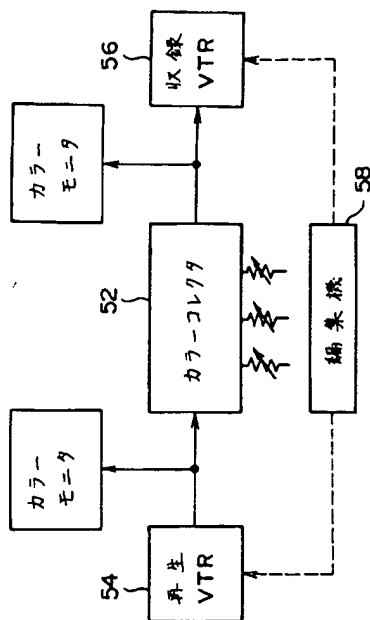 カラー
モニタ
カラー
モニタ
54
再生
VTR
52
カラーコレクタ
56
収録
VTR
58
編集機